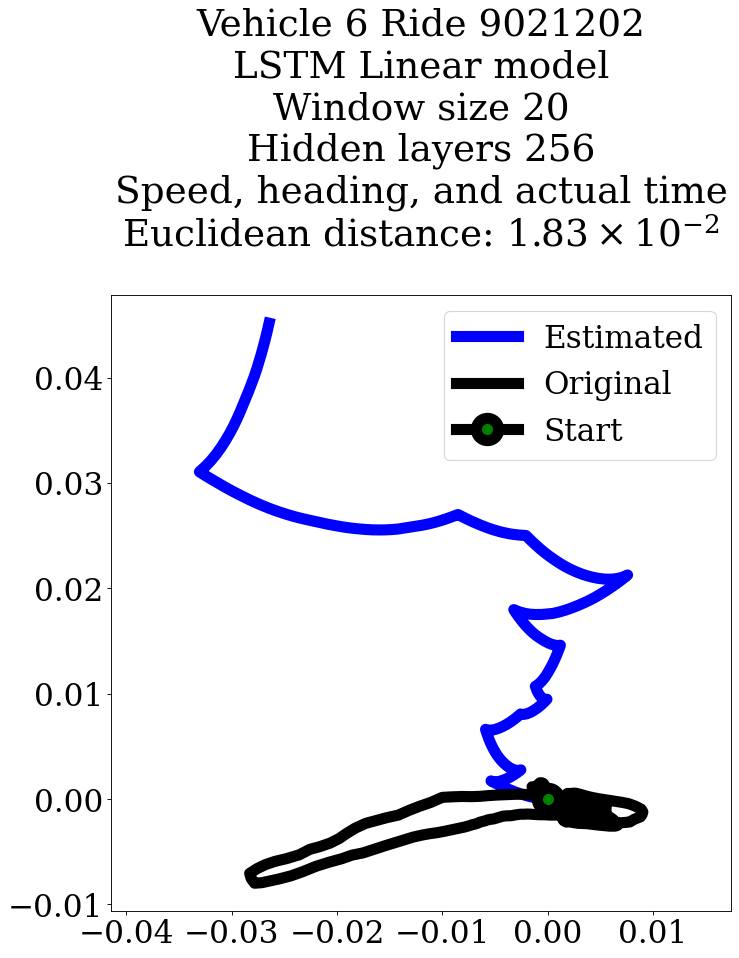 Vehicle 6 Ride 9021202
LSTM Linear model
Window size 20
Hidden layers 256
Speed, heading, and actual time
Euclidean distance: 1.83 × 10⁻²
Estimated
Original
Start
0.04
0.03
0.02
0.01
0.00
−0.01
−0.04 −0.03 −0.02 −0.01 0.00 0.01